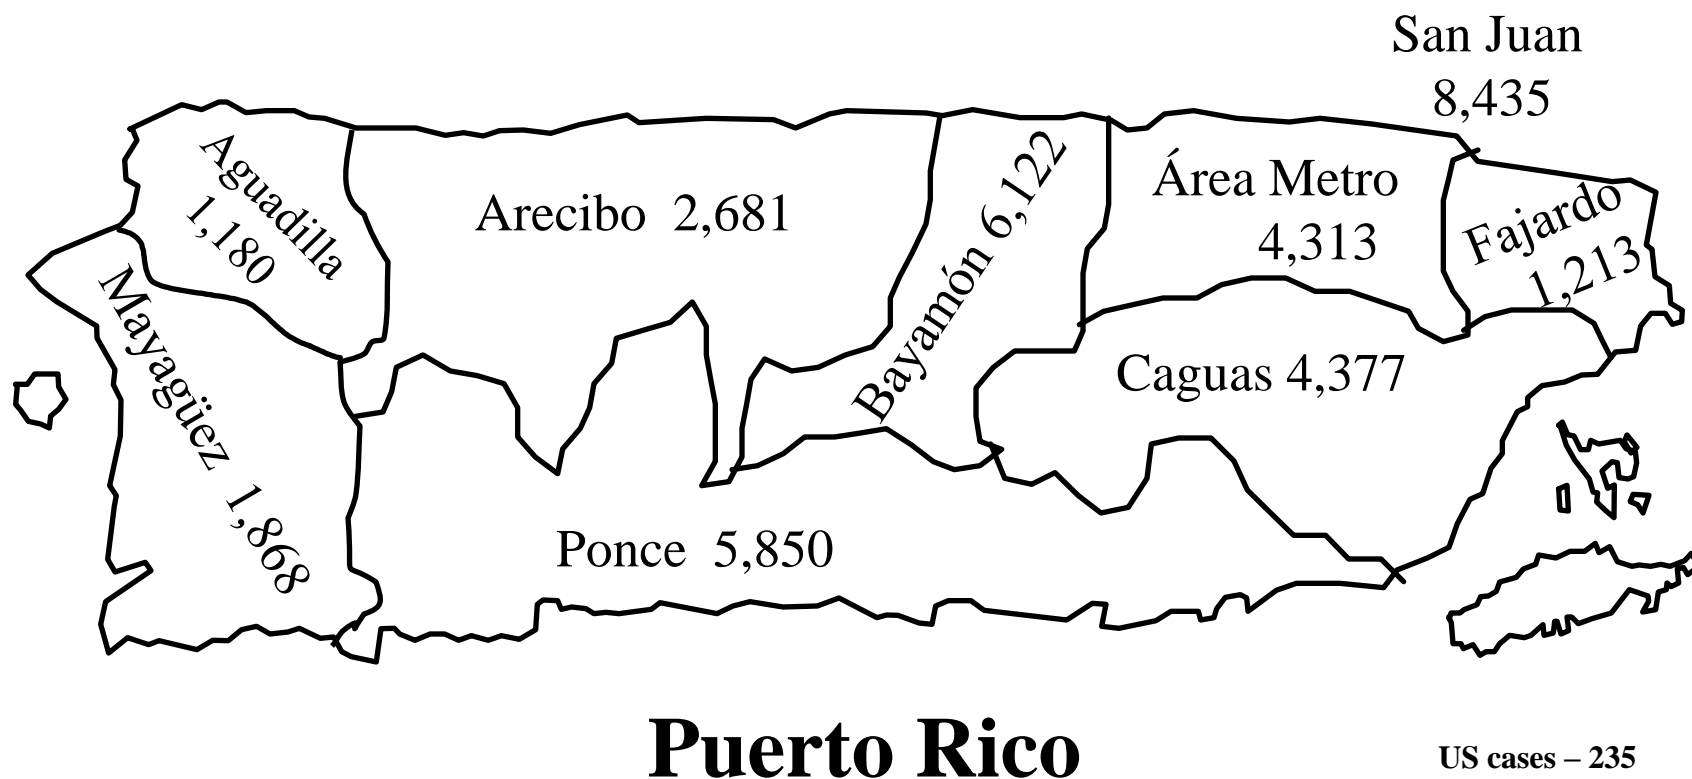 San Juan
8,435
Aguadilla
1,180
Arecibo 2,681
Bayamón 6,122
Área Metro
4,313
Fajardo
1,213
Mayagüez 1,868
Caguas 4,377
Ponce 5,850
Puerto Rico
US cases – 235